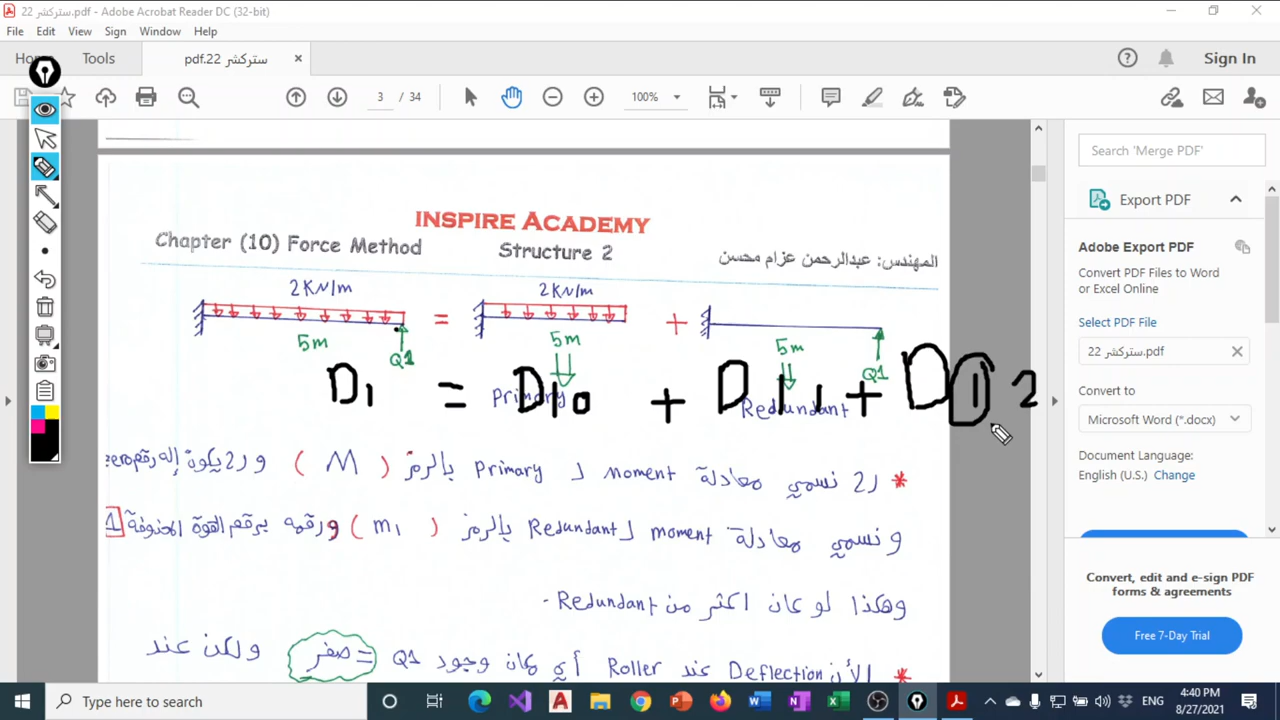 ستركشر 22.pdf - Adobe Acrobat Reader DC (32-bit)
File Edit View Sign Window Help
Home Tools ستركشر 22.pdf Sign In
3 / 34 100%
INSPIRE ACADEMY
Chapter (10) Force Method Structure 2 المهندس: عبدالرحمن عزام محسن
2KN/m 2KN/m
= +
5m 5m 5m
Q1 Q1
D1 = D10 + D11 + D12
Primary Redundant
* ر2 نسمي معادلة moment لـ Primary بالرمز ( M ) ور2 يكون إله رقم zero
ونسمي معادلة moment لـ Redundant بالرمز ( m1 ) ورقمه برقم القوة المحذوفة 1
وهكذا لو كان اكثر من Redundant -
* الأن Deflection عند Roller أي مكان وجود Q1 = صفر ولكن عند
Search 'Merge PDF'
Export PDF
Adobe Export PDF
Convert PDF Files to Word
or Excel Online
Select PDF File
ستركشر 22.pdf
Convert to
Microsoft Word (*.docx)
Document Language:
English (U.S.) Change
Convert, edit and e-sign PDF
forms & agreements
Free 7-Day Trial
Type here to search
ENG
4:40 PM
8/27/2021